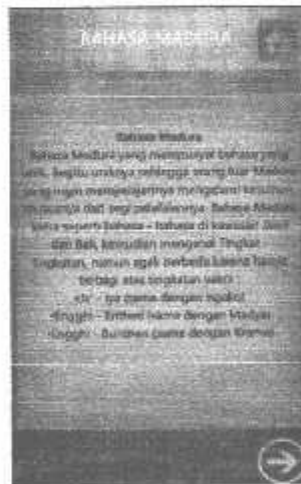 BAHASA MADURA
Bahasa Madura
Bahasa Madura yang mempunyai bahasa yang
unik. Begitu uniknya sehingga orang luar Madura
yang ingin mempelajarinya mengalami kesulitan,
dari segi pelafalannya. Bahasa Madura
sama seperti bahasa - bahasa di kawasan Jawa
dan Bali, kemudian mengenal Tingkat
Tingkatan, namun agak berbeda karena hanya
terbagi atas tingkatan yakni :
- Iya (sama dengan ngoko)
-Engghi - Enthen (sama dengan Madya)
-Engghi - Bunthen (sama dengan Krama)